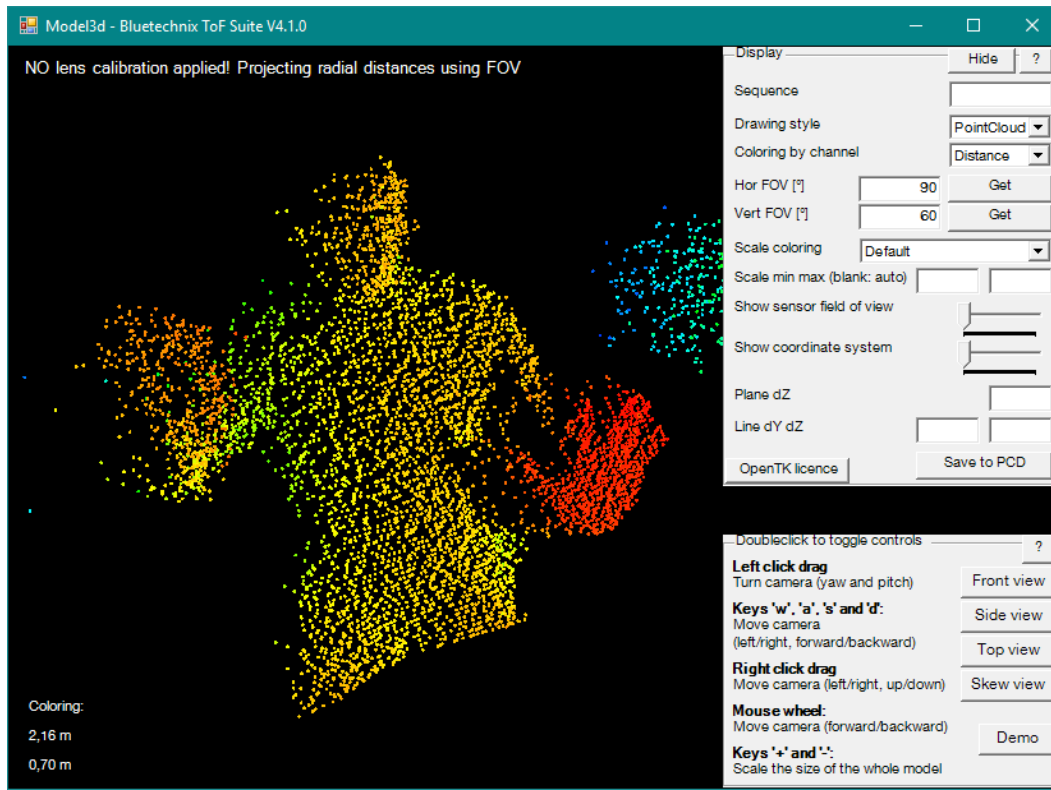 Model3d - Bluetechnix ToF Suite V4.1.0
NO lens calibration applied! Projecting radial distances using FOV
Display
Hide
?
Sequence
Drawing style
PointCloud
Coloring by channel
Distance
Hor FOV [º]
90
Get
Vert FOV [º]
60
Get
Scale coloring
Default
Scale min max (blank: auto)
Show sensor field of view
Show coordinate system
Plane dZ
Line dY dZ
OpenTK licence
Save to PCD
Doubleclick to toggle controls
?
Left click drag
Turn camera (yaw and pitch)
Front view
Keys 'w', 'a', 's' and 'd':
Move camera
(left/right, forward/backward)
Side view
Top view
Right click drag
Move camera (left/right, up/down)
Skew view
Mouse wheel:
Move camera (forward/backward)
Demo
Keys '+' and '-':
Scale the size of the whole model
Coloring:
2,16 m
0,70 m